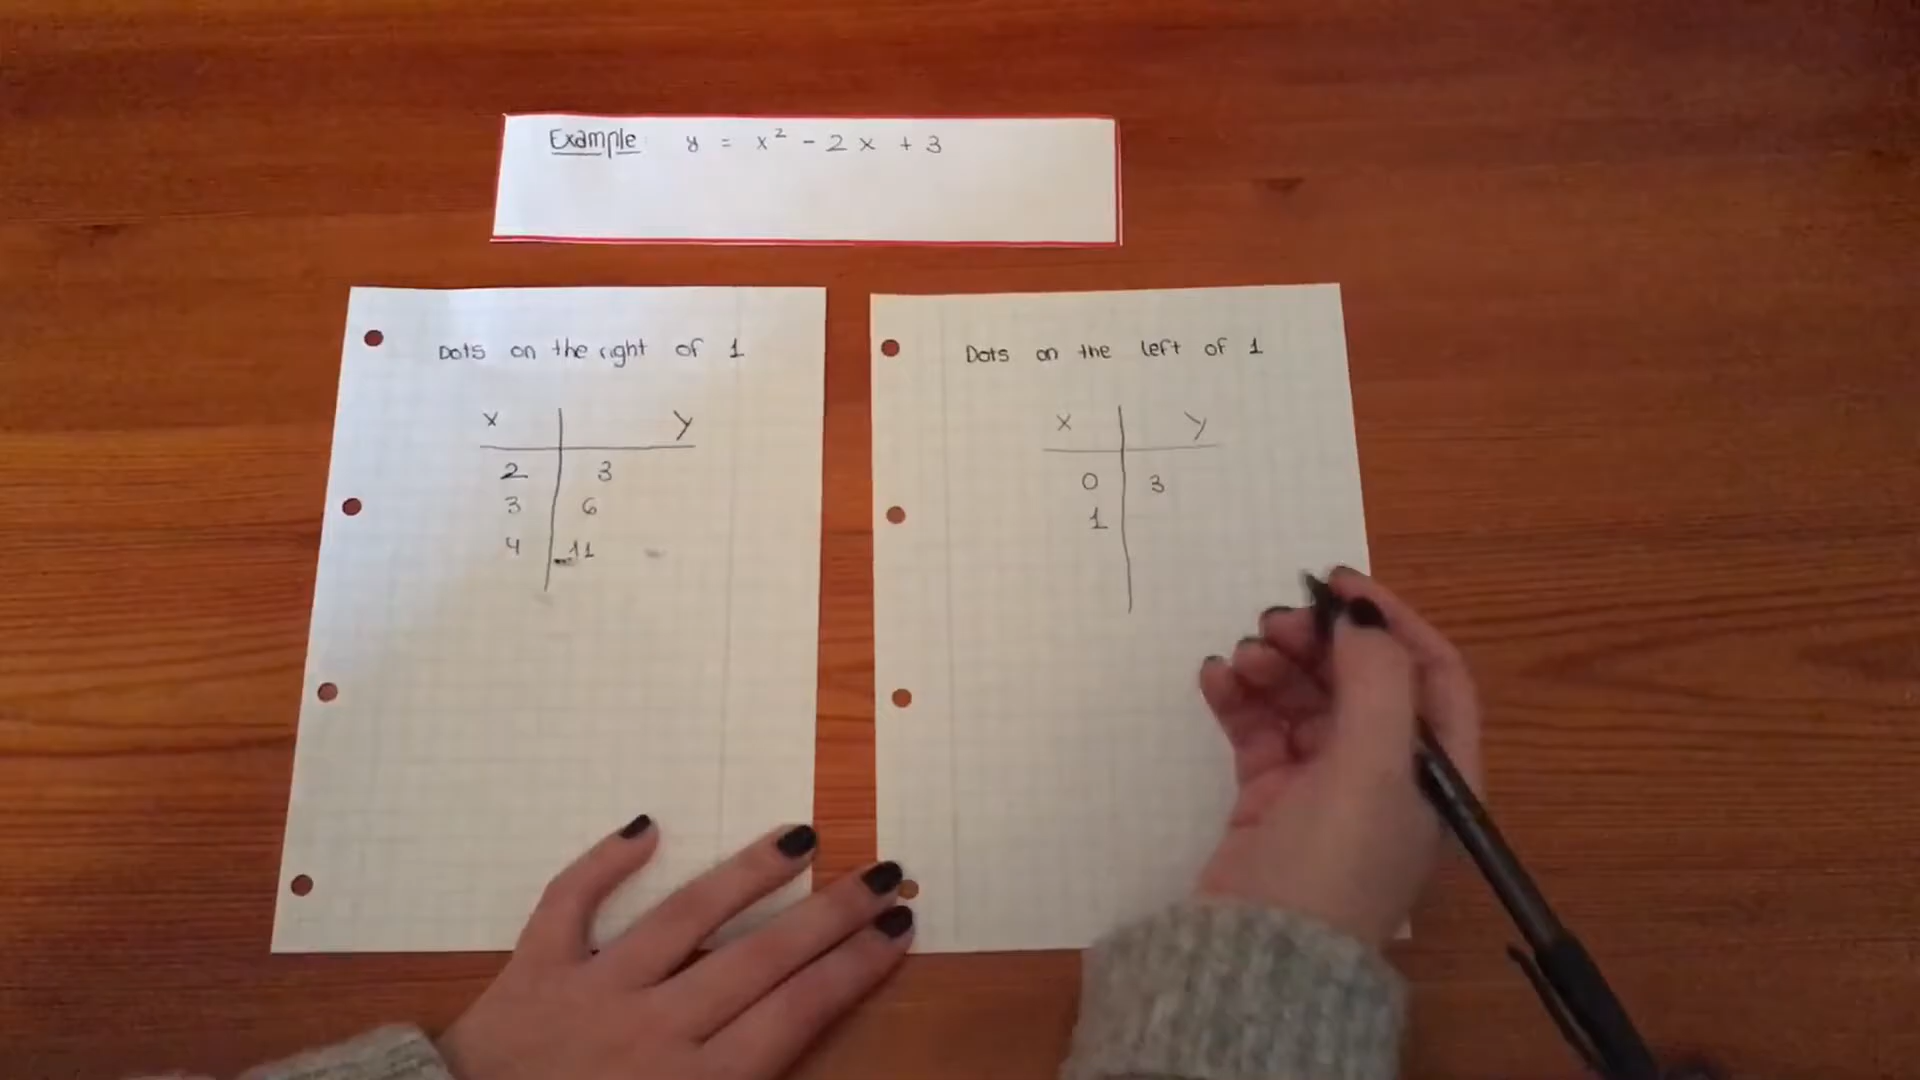 Example y = x² - 2x + 3
Dots on the right of 1
x y
2 3
3 6
4 11
Dots on the left of 1
x y
0 3
1